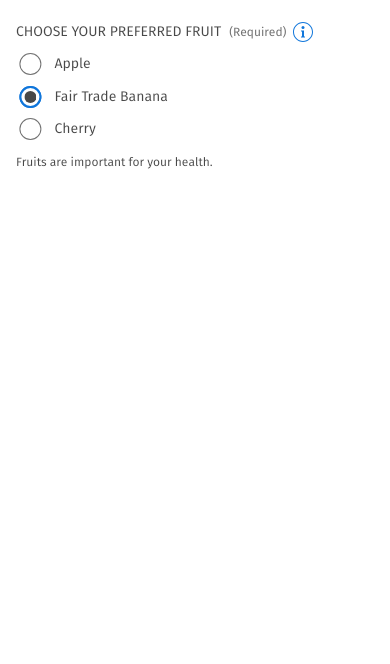 CHOOSE YOUR PREFERRED FRUIT (Required)
Apple
Fair Trade Banana
Cherry
Fruits are important for your health.